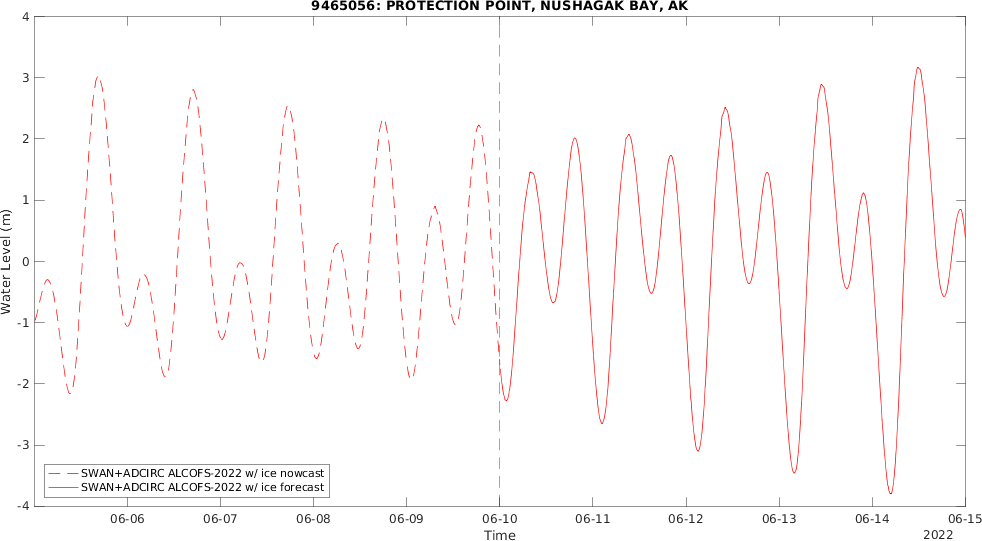 9465056: PROTECTION POINT, NUSHAGAK BAY, AK
4
3
2
1
0
-1
-2
-3
-4
Water Level (m)
SWAN+ADCIRC ALCOFS-2022 w/ ice nowcast
SWAN+ADCIRC ALCOFS-2022 w/ ice forecast
06-06 06-07 06-08 06-09 06-10 06-11 06-12 06-13 06-14 06-15
Time
2022